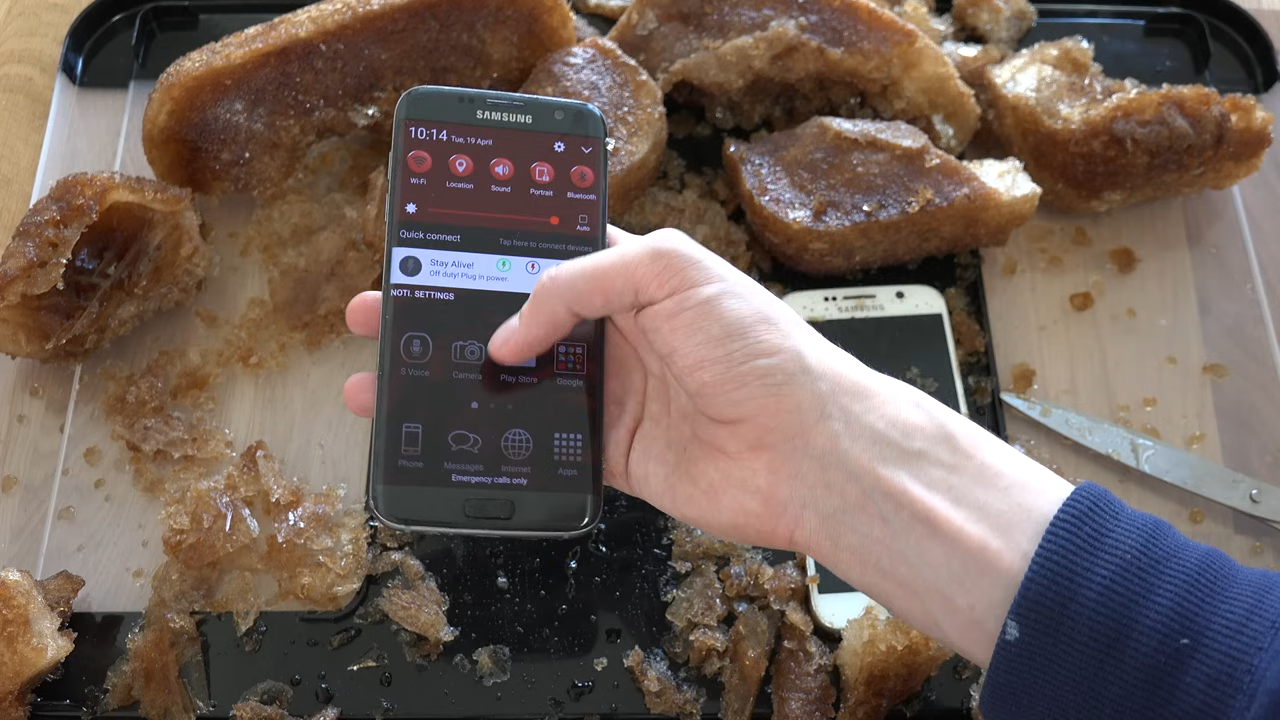 SAMSUNG
10:14 Tue, 19 April
Wi-Fi Location Sound Portrait Bluetooth
Auto
Quick connect Tap here to connect devices
Stay Alive!
Off duty! Plug in power.
NOTI. SETTINGS
S Voice Camera Play Store Google
Phone Messages Internet Apps
Emergency calls only
SAMSUNG